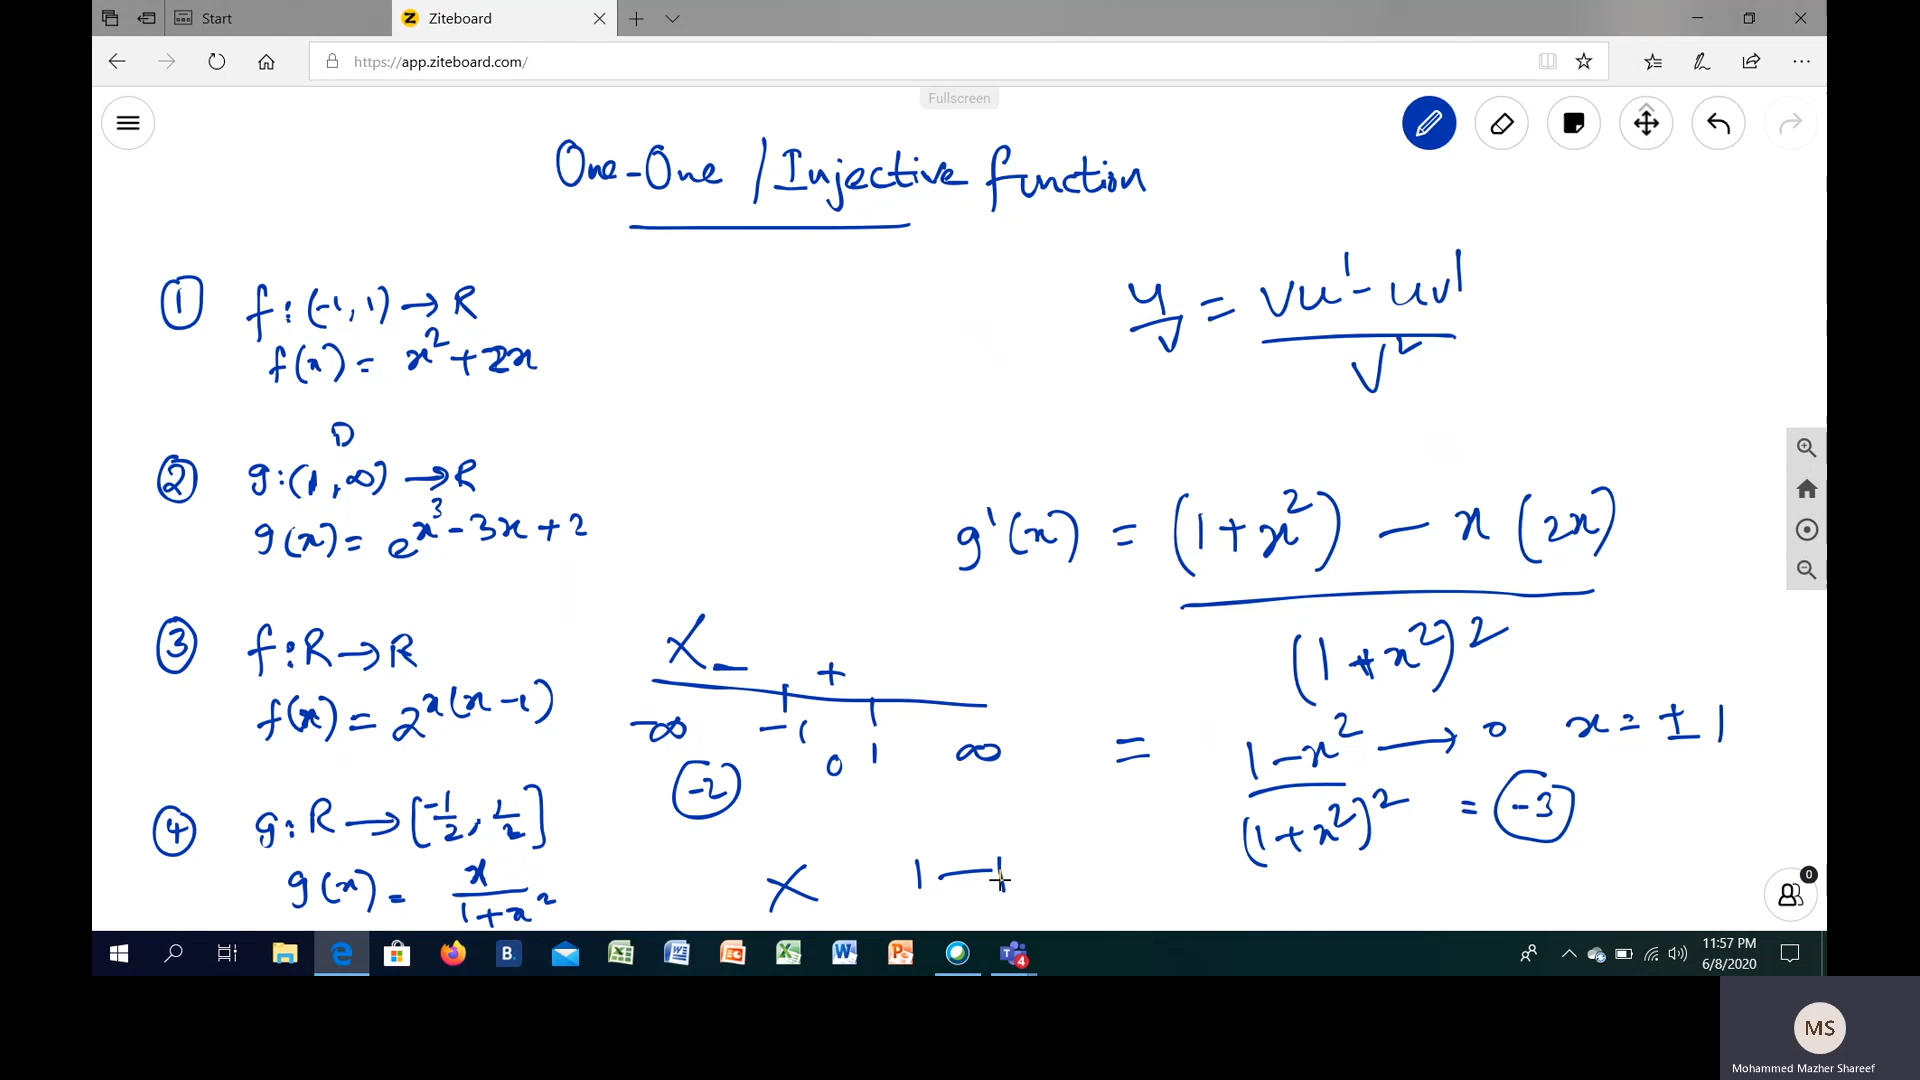 Start
Ziteboard
https://app.ziteboard.com/
Fullscreen
One-One / Injective function
① f : (-1, 1) → R
f(x) = x² + 2x
u/v = (vu' - uv')/v²
D
② g : (1, ∞) → R
g(x) = e^x³ - 3x + 2
g'(x) = ((1+x²) - x(2x))/(1+x²)²
③ f : R → R
f(x) = 2^x(x-1)
X - +
-∞ -1 0 1 ∞
-2
= (1-x²)/(1+x²)² → 0 x = ± 1
= -3
④ g : R → [-1/2, 1/2]
g(x) = x/(1+x²)
X 1 - 1
0
B.
4
11:57 PM
6/8/2020
MS
Mohammed Mazher Shareef